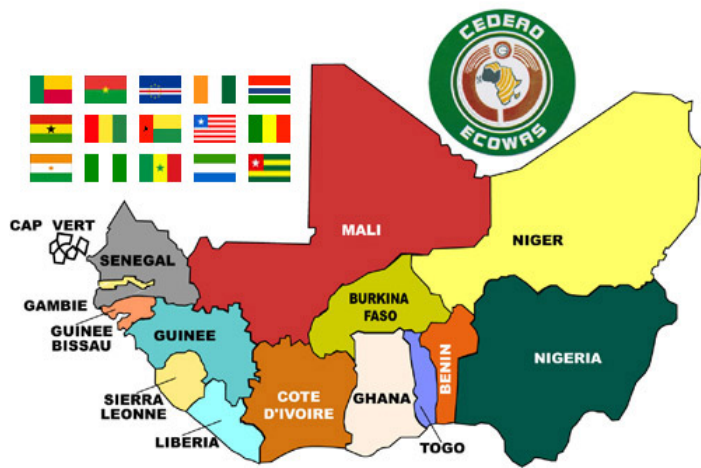 CEDEAO
ECOWAS
CAP VERT
SENEGAL
MALI
NIGER
GAMBIE
GUINEE
BISSAU
GUINEE
BURKINA
FASO
SIERRA
LEONNE
LIBERIA
COTE
D'IVOIRE
GHANA
TOGO
BENIN
NIGERIA